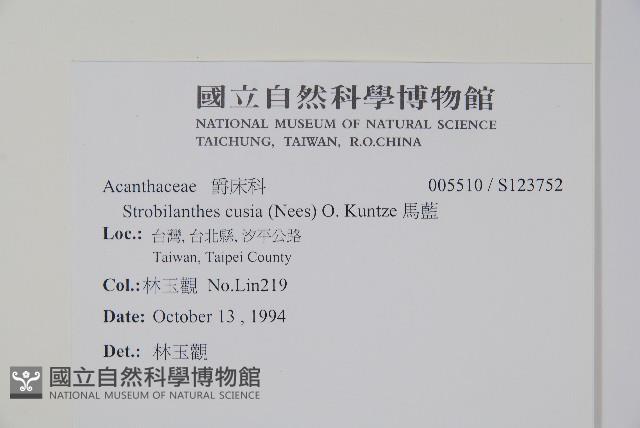 國立自然科學博物館
NATIONAL MUSEUM OF NATURAL SCIENCE
TAICHUNG, TAIWAN, R.O.CHINA
Acanthaceae 爵床科 005510 / S123752
Strobilanthes cusia (Nees) O. Kuntze 馬藍
Loc.: 台灣, 台北縣, 汐平公路
Taiwan, Taipei County
Col.: 林玉觀 No.Lin219
Date: October 13 , 1994
Det.: 林玉觀
國立自然科學博物館
NATIONAL MUSEUM OF NATURAL SCIENCE